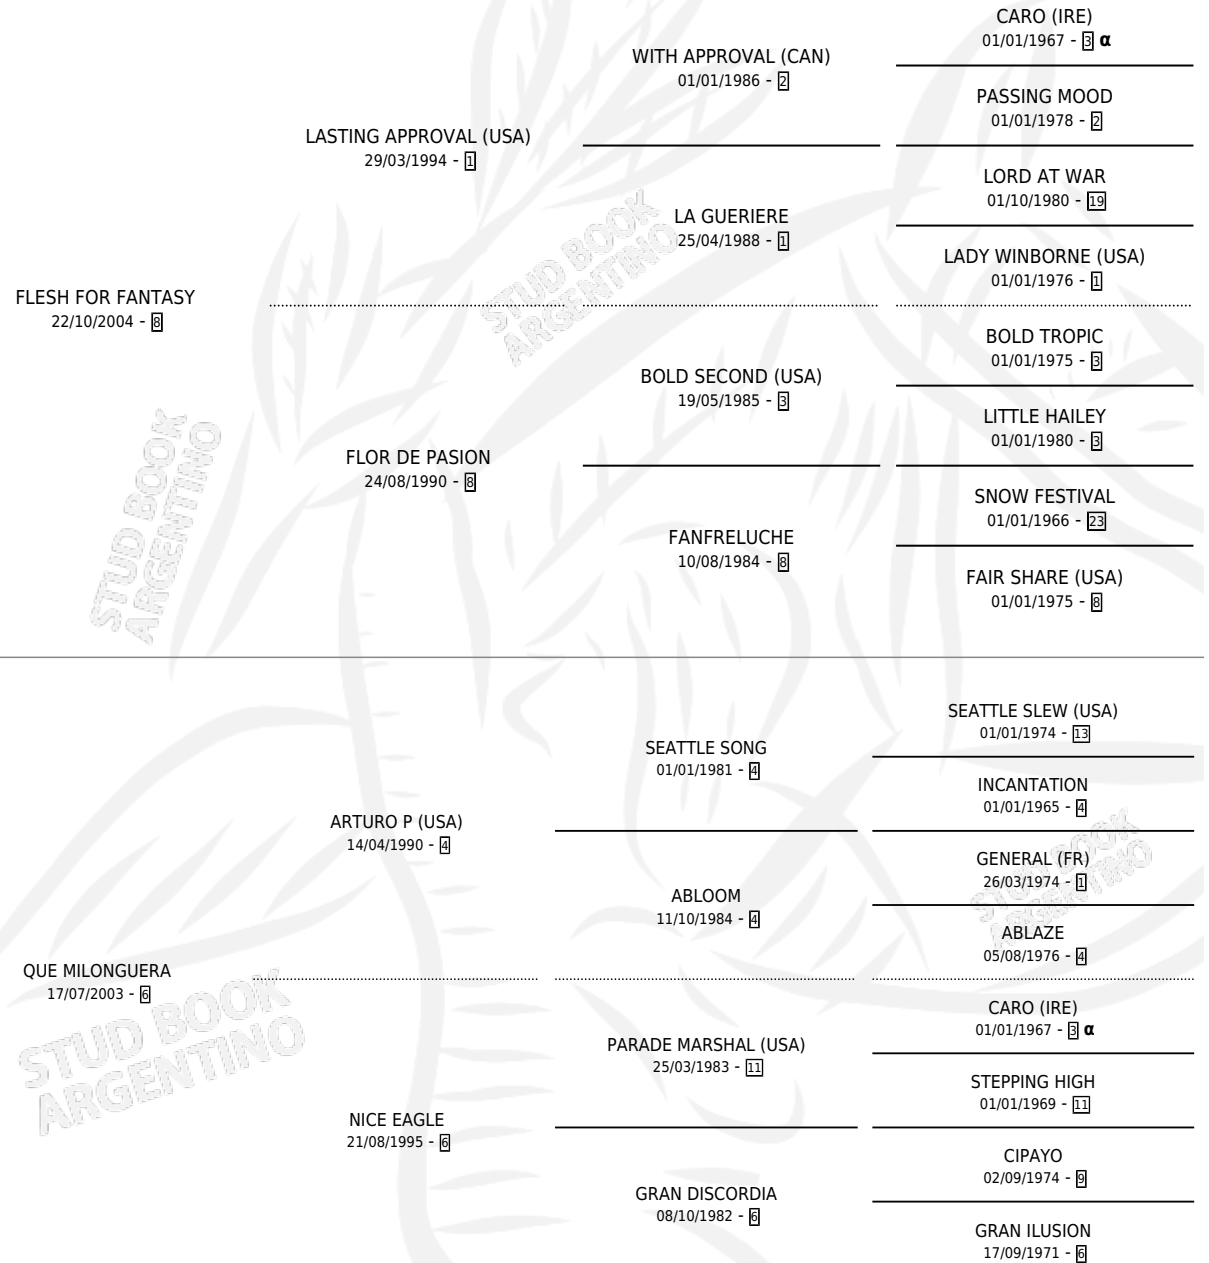 CARO (IRE)
01/01/1967 - 3 α
WITH APPROVAL (CAN)
01/01/1986 - 2
PASSING MOOD
01/01/1978 - 2
LASTING APPROVAL (USA)
29/03/1994 - 1
LORD AT WAR
01/10/1980 - 19
LA GUERIERE
25/04/1988 - 1
LADY WINBORNE (USA)
01/01/1976 - 1
FLESH FOR FANTASY
22/10/2004 - 8
BOLD TROPIC
01/01/1975 - 3
BOLD SECOND (USA)
19/05/1985 - 3
LITTLE HAILEY
01/01/1980 - 3
FLOR DE PASION
24/08/1990 - 8
SNOW FESTIVAL
01/01/1966 - 23
FANFRELUCHE
10/08/1984 - 8
FAIR SHARE (USA)
01/01/1975 - 8
SEATTLE SLEW (USA)
01/01/1974 - 13
SEATTLE SONG
01/01/1981 - 4
INCANTATION
01/01/1965 - 4
ARTURO P (USA)
14/04/1990 - 4
GENERAL (FR)
26/03/1974 - 1
ABLOOM
11/10/1984 - 4
ABLAZE
05/08/1976 - 4
QUE MILONGUERA
17/07/2003 - 6
CARO (IRE)
01/01/1967 - 3 α
PARADE MARSHAL (USA)
25/03/1983 - 11
STEPPING HIGH
01/01/1969 - 11
NICE EAGLE
21/08/1995 - 6
CIPAYO
02/09/1974 - 9
GRAN DISCORDIA
08/10/1982 - 6
GRAN ILUSION
17/09/1971 - 6
STUD BOOK
ARGENTINO
STUD BOOK
ARGENTINO
STUD BOOK
ARGENTINO
STUD BOOK
ARGENTINO